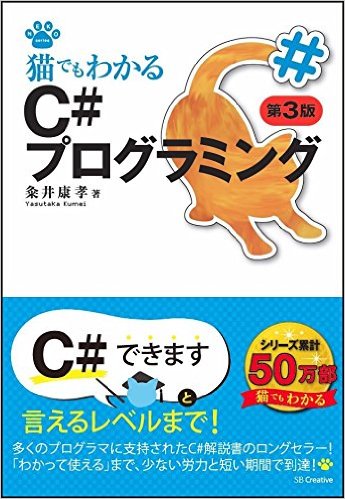 NEKO series
猫でもわかる
#
C#
第3版
プログラミング
粂井康孝 著
Yasutaka Kumei
C#できます
と
言えるレベルまで!
シリーズ累計
50万部
猫でもわかる
多くのプログラマに支持されたC#解説書のロングセラー!
「わかって使える」まで、少ない労力と短い期間で到達!
SB Creative